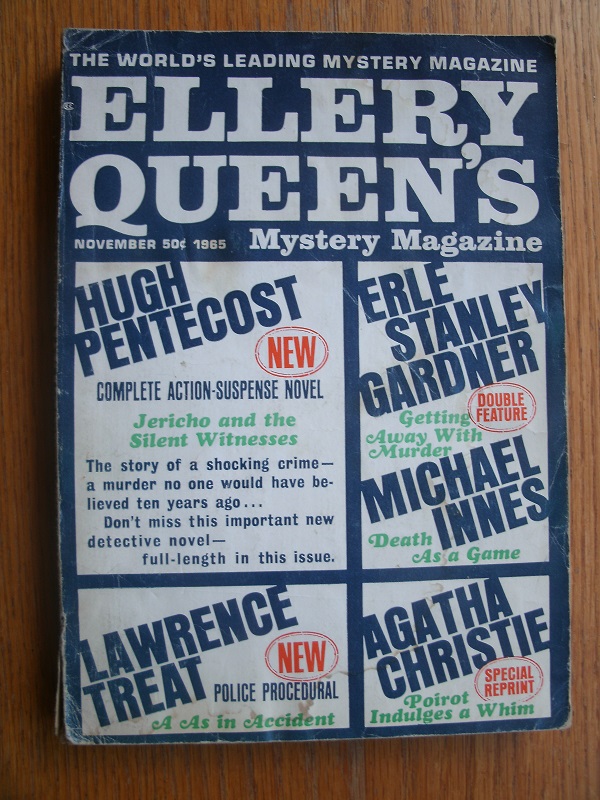 THE WORLD'S LEADING MYSTERY MAGAZINE
ELLERY
QUEEN'S
NOVEMBER 50¢ 1965 Mystery Magazine
HUGH
PENTECOST
NEW
COMPLETE ACTION-SUSPENSE NOVEL
Jericho and the
Silent Witnesses
The story of a shocking crime—
a murder no one would have be-
lieved ten years ago...
Don't miss this important new
detective novel—
full-length in this issue.
ERLE
STANLEY
GARDNER
DOUBLE
FEATURE
Getting
Away With
Murder
MICHAEL
INNES
Death
As a Game
LAWRENCE
TREAT
NEW
POLICE PROCEDURAL
A As in Accident
AGATHA
CHRISTIE
SPECIAL
REPRINT
Poirot
Indulges a Whim